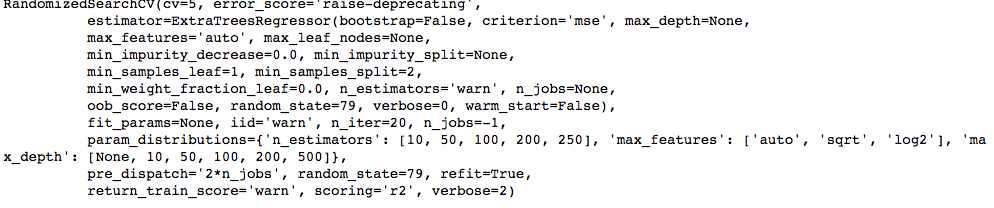 RandomizedSearchCV(cv=5, error_score='raise-deprecating',
estimator=ExtraTreesRegressor(bootstrap=False, criterion='mse', max_depth=None,
max_features='auto', max_leaf_nodes=None,
min_impurity_decrease=0.0, min_impurity_split=None,
min_samples_leaf=1, min_samples_split=2,
min_weight_fraction_leaf=0.0, n_estimators='warn', n_jobs=None,
oob_score=False, random_state=79, verbose=0, warm_start=False),
fit_params=None, iid='warn', n_iter=20, n_jobs=-1,
param_distributions={'n_estimators': [10, 50, 100, 200, 250], 'max_features': ['auto', 'sqrt', 'log2'], 'ma
x_depth': [None, 10, 50, 100, 200, 500]},
pre_dispatch='2*n_jobs', random_state=79, refit=True,
return_train_score='warn', scoring='r2', verbose=2)